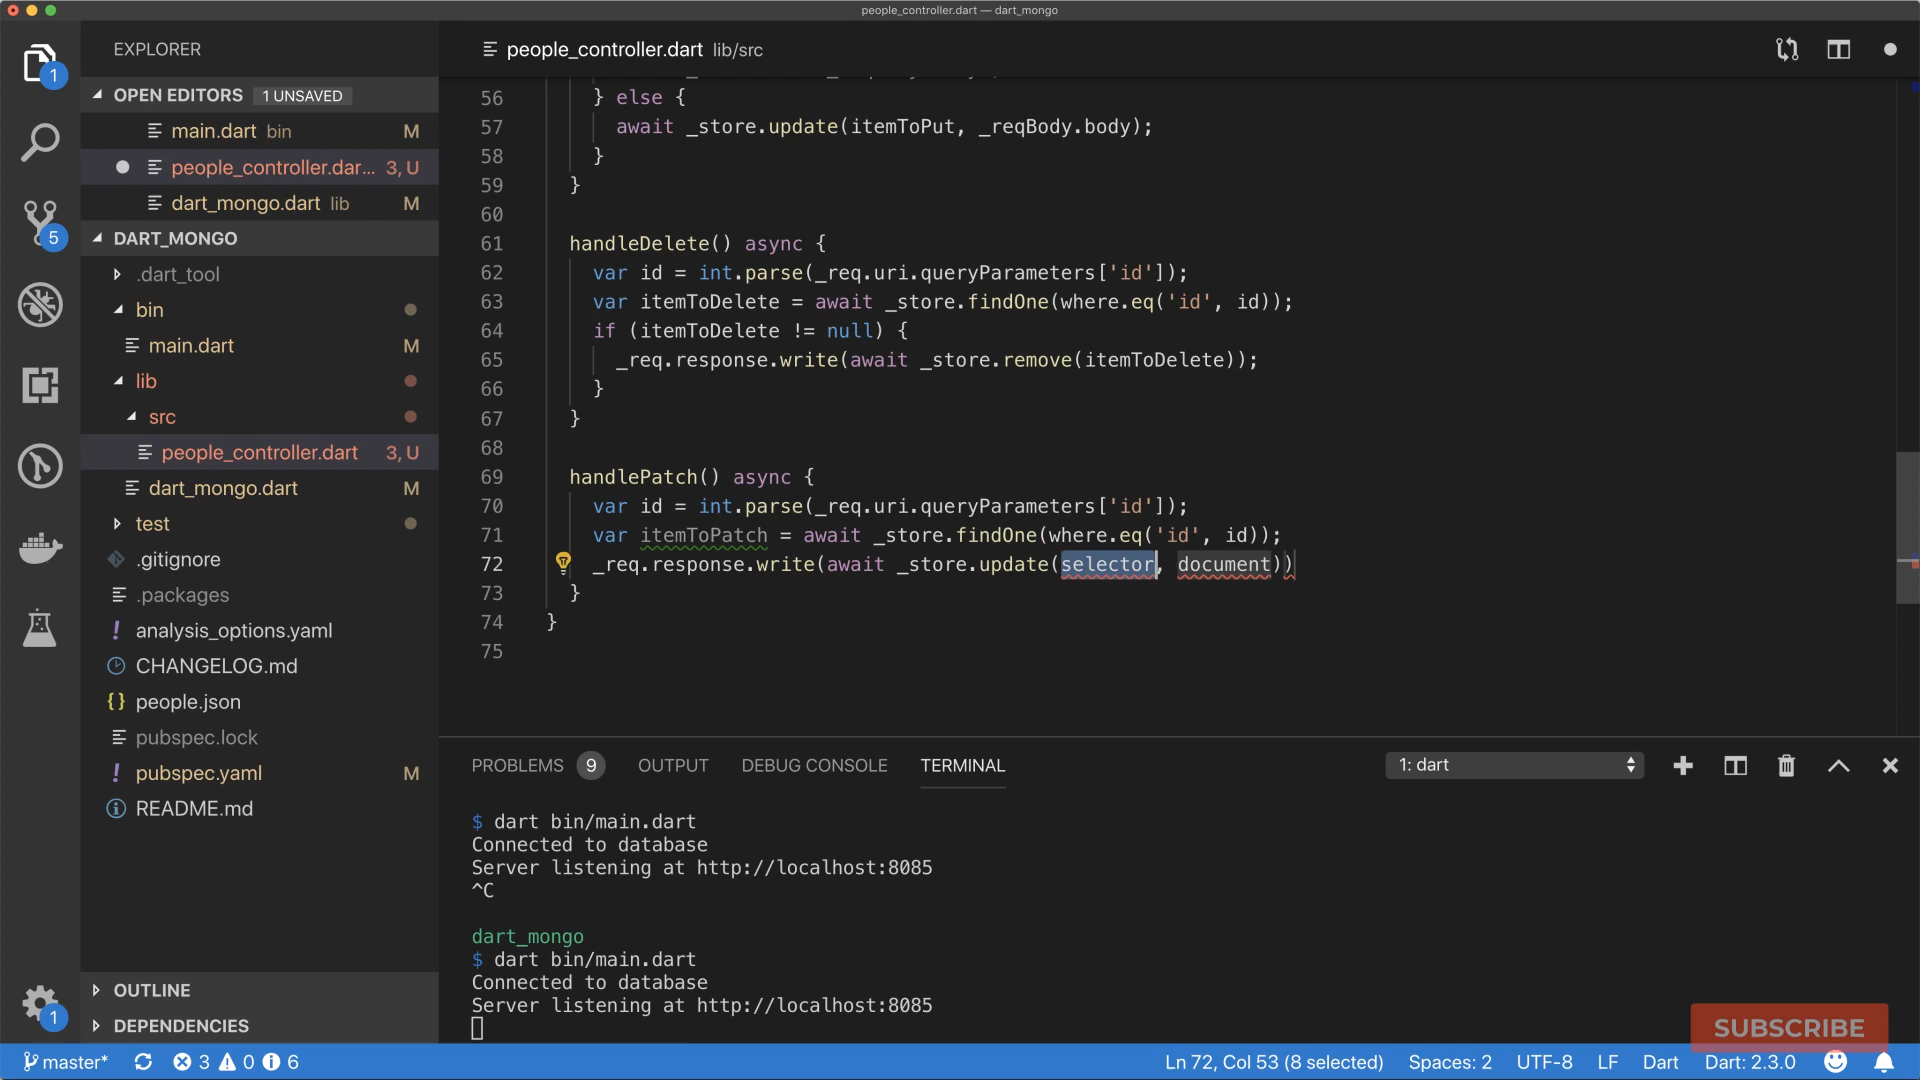 people_controller.dart — dart_mongo
EXPLORER
people_controller.dart lib/src
OPEN EDITORS 1 UNSAVED
main.dart bin M
people_controller.dar... 3, U
dart_mongo.dart lib M
DART_MONGO
.dart_tool
bin
main.dart M
lib
src
people_controller.dart 3, U
dart_mongo.dart M
test
.gitignore
.packages
! analysis_options.yaml
CHANGELOG.md
{} people.json
pubspec.lock
! pubspec.yaml M
README.md
OUTLINE
DEPENDENCIES
1
5
1
56 } else {
57 await _store.update(itemToPut, _reqBody.body);
58 }
59 }
60
61 handleDelete() async {
62 var id = int.parse(_req.uri.queryParameters['id']);
63 var itemToDelete = await _store.findOne(where.eq('id', id));
64 if (itemToDelete != null) {
65 _req.response.write(await _store.remove(itemToDelete));
66 }
67 }
68
69 handlePatch() async {
70 var id = int.parse(_req.uri.queryParameters['id']);
71 var itemToPatch = await _store.findOne(where.eq('id', id));
72 _req.response.write(await _store.update(selector, document))
73 }
74 }
75
PROBLEMS 9 OUTPUT DEBUG CONSOLE TERMINAL 1: dart
$ dart bin/main.dart
Connected to database
Server listening at http://localhost:8085
^C
dart_mongo
$ dart bin/main.dart
Connected to database
Server listening at http://localhost:8085
SUBSCRIBE
master* 3 0 6 Ln 72, Col 53 (8 selected) Spaces: 2 UTF-8 LF Dart Dart: 2.3.0